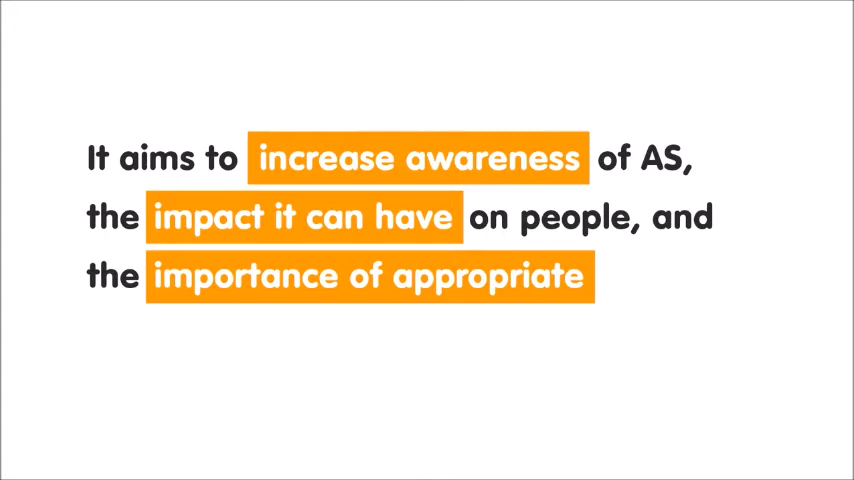 It aims to increase awareness of AS,
the impact it can have on people, and
the importance of appropriate